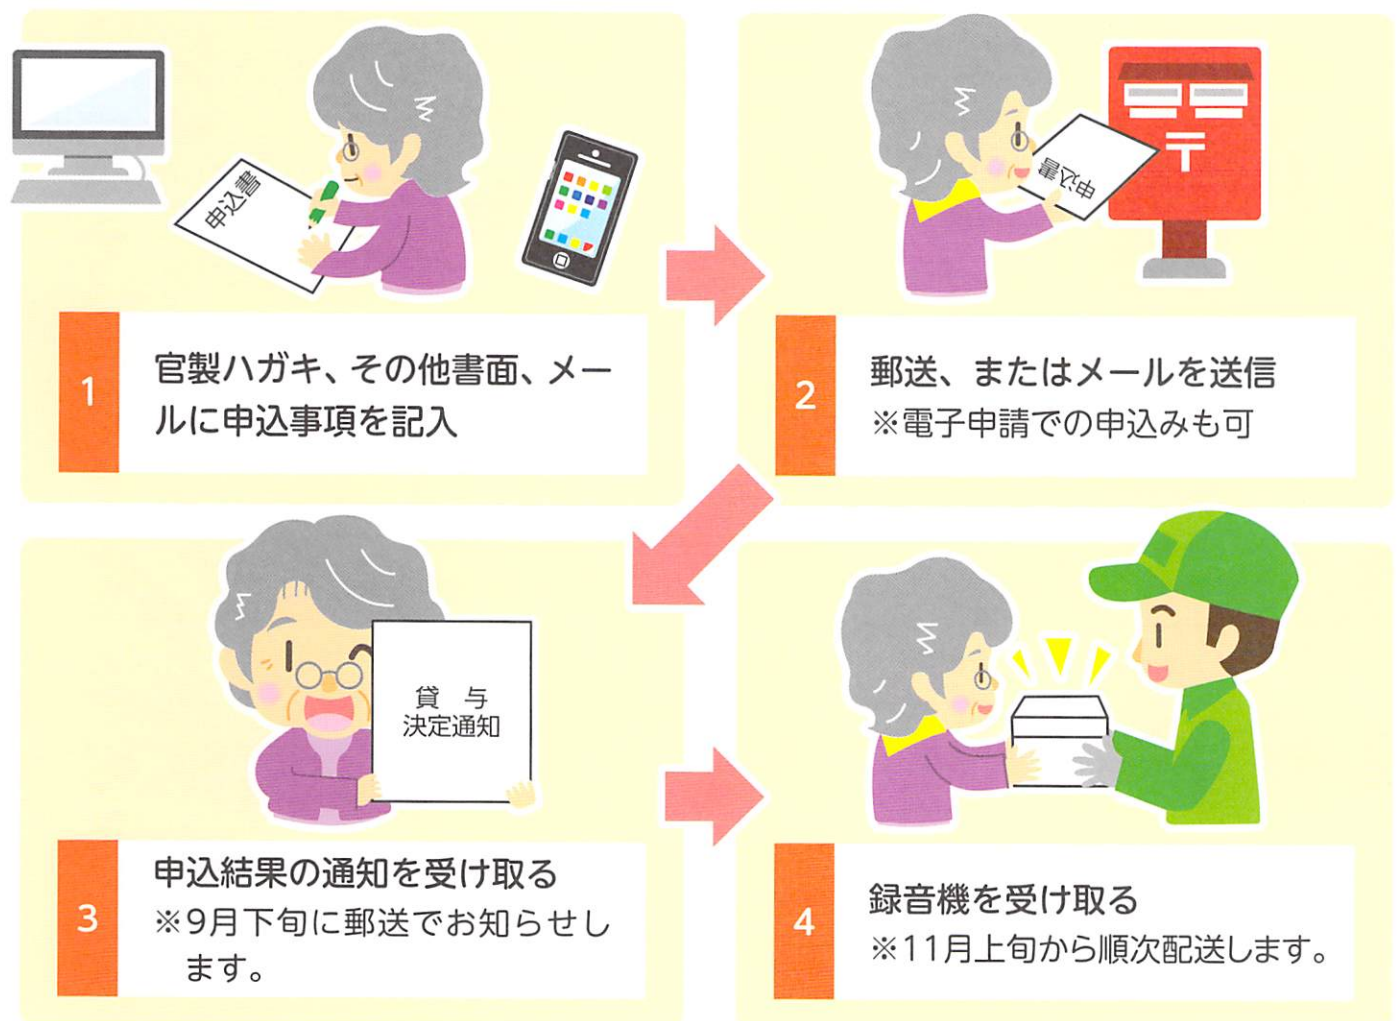 申込書
申込書
〒
1
官製ハガキ、その他書面、メー
ルに申込事項を記入
2
郵送、またはメールを送信
※電子申請での申込みも可
貸 与
決定通知
3
申込結果の通知を受け取る
※9月下旬に郵送でお知らせし
ます。
4
録音機を受け取る
※11月上旬から順次配送します。